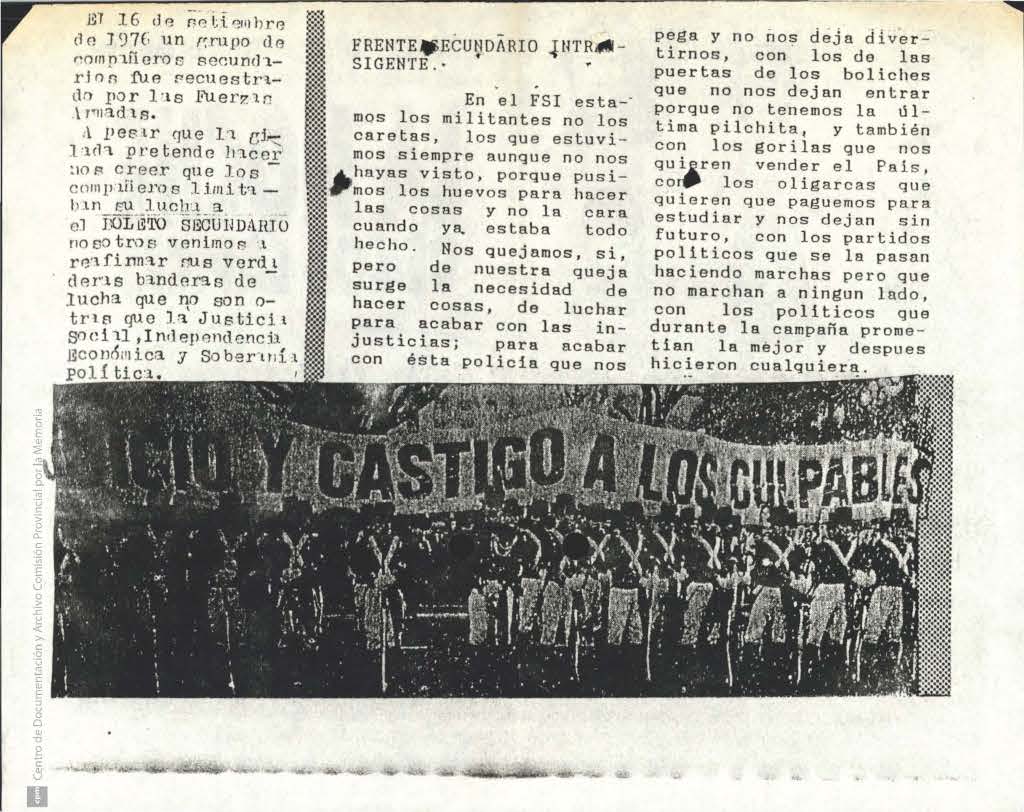 El 16 de setiembre
de 1976 un grupo de
compañeros secunda-
rios fue secuestra-
do por las Fuerzas
Armadas.
A pesar que la gi-
lada pretende hacer
nos creer que los
compañeros limita-
ban su lucha a
el BOLETO SECUNDARIO
nosotros venimos a
reafirmar sus verda
deras banderas de
lucha que no son o-
tras que la Justicia
Social,Independencia
Económica y Soberanía
política.
FRENTE SECUNDARIO INTRAN-
SIGENTE.
En el FSI esta-
mos los militantes no los
caretas, los que estuvi-
mos siempre aunque no nos
hayas visto, porque pusi-
mos los huevos para hacer
las cosas y no la cara
cuando ya estaba todo
hecho. Nos quejamos, si,
pero de nuestra queja
surge la necesidad de
hacer cosas, de luchar
para acabar con las in-
justicias; para acabar
con ésta policía que nos
pega y no nos deja diver-
tirnos, con los de las
puertas de los boliches
que no nos dejan entrar
porque no tenemos la úl-
tima pilchita, y también
con los gorilas que nos
quieren vender el País,
con los oligarcas que
quieren que paguemos para
estudiar y nos dejan sin
futuro, con los partidos
políticos que se la pasan
haciendo marchas pero que
no marchan a ningun lado,
con los políticos que
durante la campaña prome-
tían la mejor y despues
hicieron cualquiera.
ICIO Y CASTIGO A LOS CULPABLES
Centro de Documentación y Archivo Comisión Provincial por la Memoria
cpm